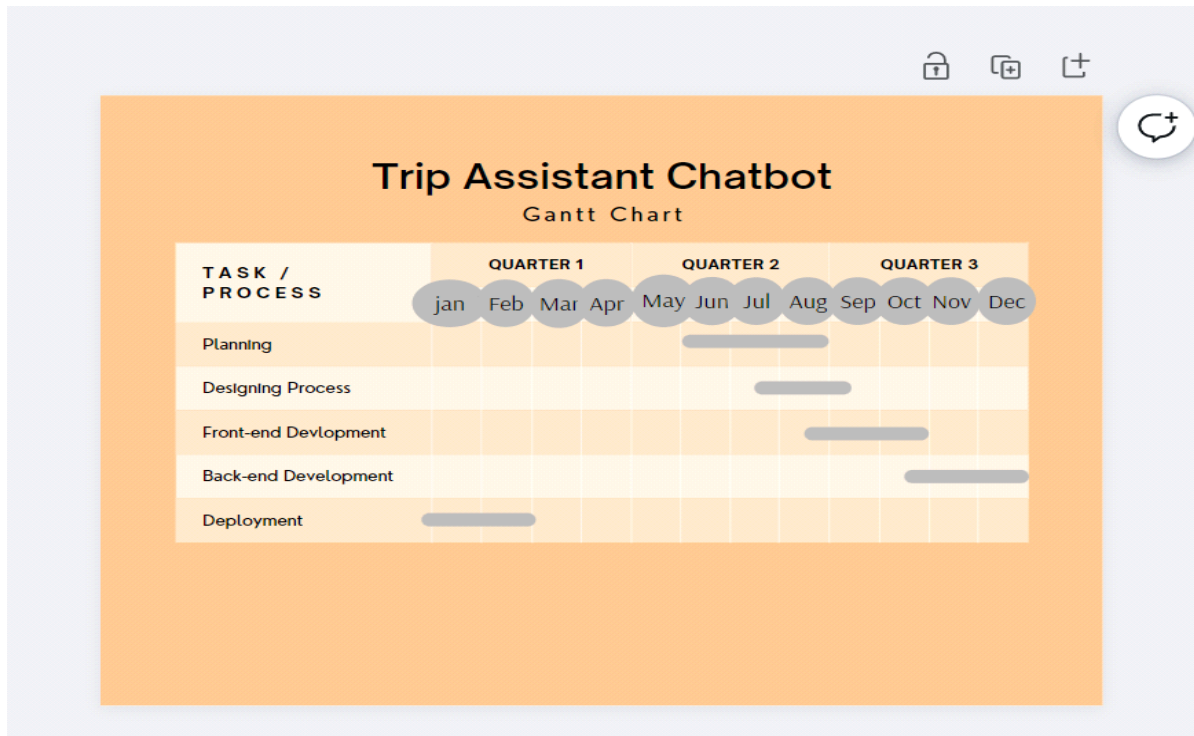 Trip Assistant Chatbot
Gantt Chart
TASK /
PROCESS
QUARTER 1 QUARTER 2 QUARTER 3
jan Feb Mar Apr May Jun Jul Aug Sep Oct Nov Dec
Planning
Designing Process
Front-end Devlopment
Back-end Development
Deployment